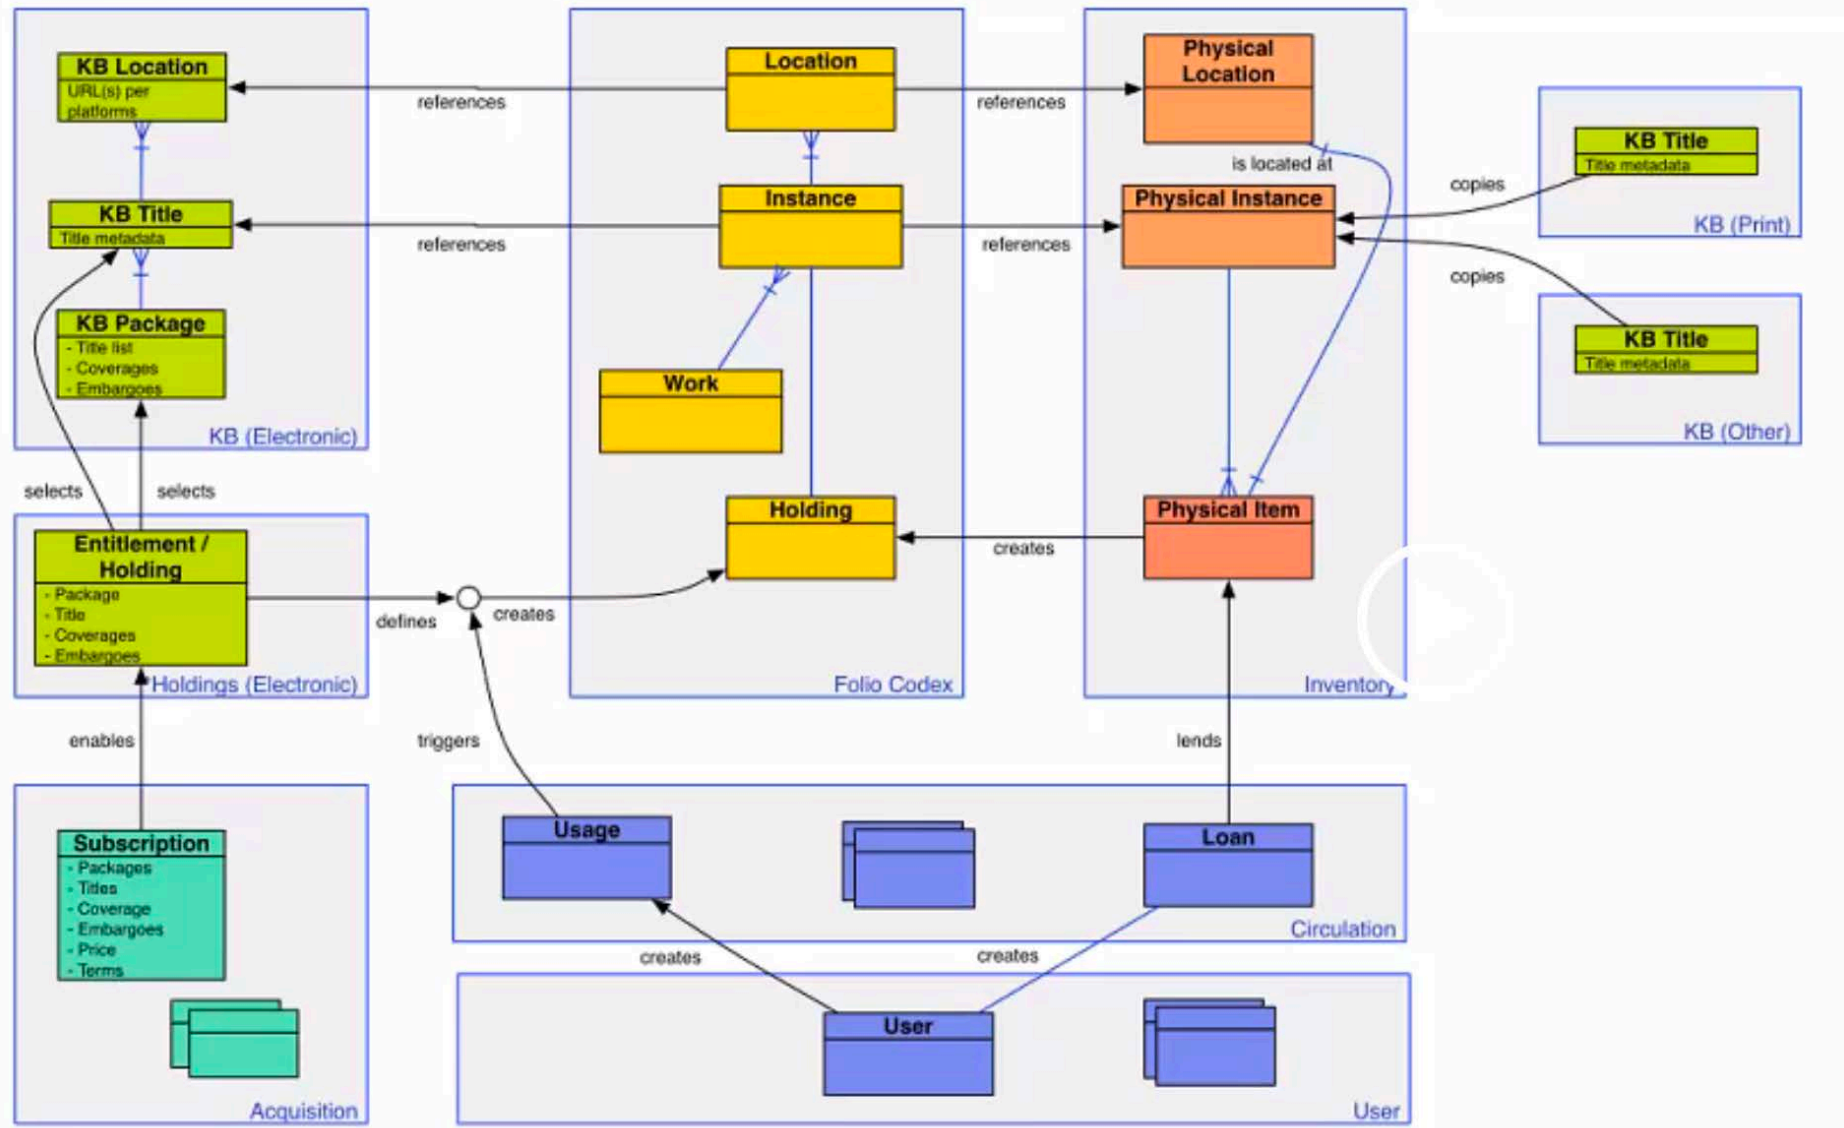 KB Location
URL(s) per
platforms
references
Location
references
Physical
Location
is located at
KB Title
Title metadata
copies
KB (Print)
KB Title
Title metadata
references
Instance
references
Physical Instance
copies
KB Title
Title metadata
KB (Other)
KB Package
- Title list
- Coverages
- Embargoes
KB (Electronic)
Work
selects
selects
Entitlement /
Holding
- Package
- Title
- Coverages
- Embargoes
Holdings (Electronic)
defines
creates
Holding
creates
Physical Item
Folio Codex
Inventory
enables
triggers
lends
Subscription
- Packages
- Titles
- Coverage
- Embargoes
- Price
- Terms
Acquisition
Usage
Loan
Circulation
creates
creates
User
User